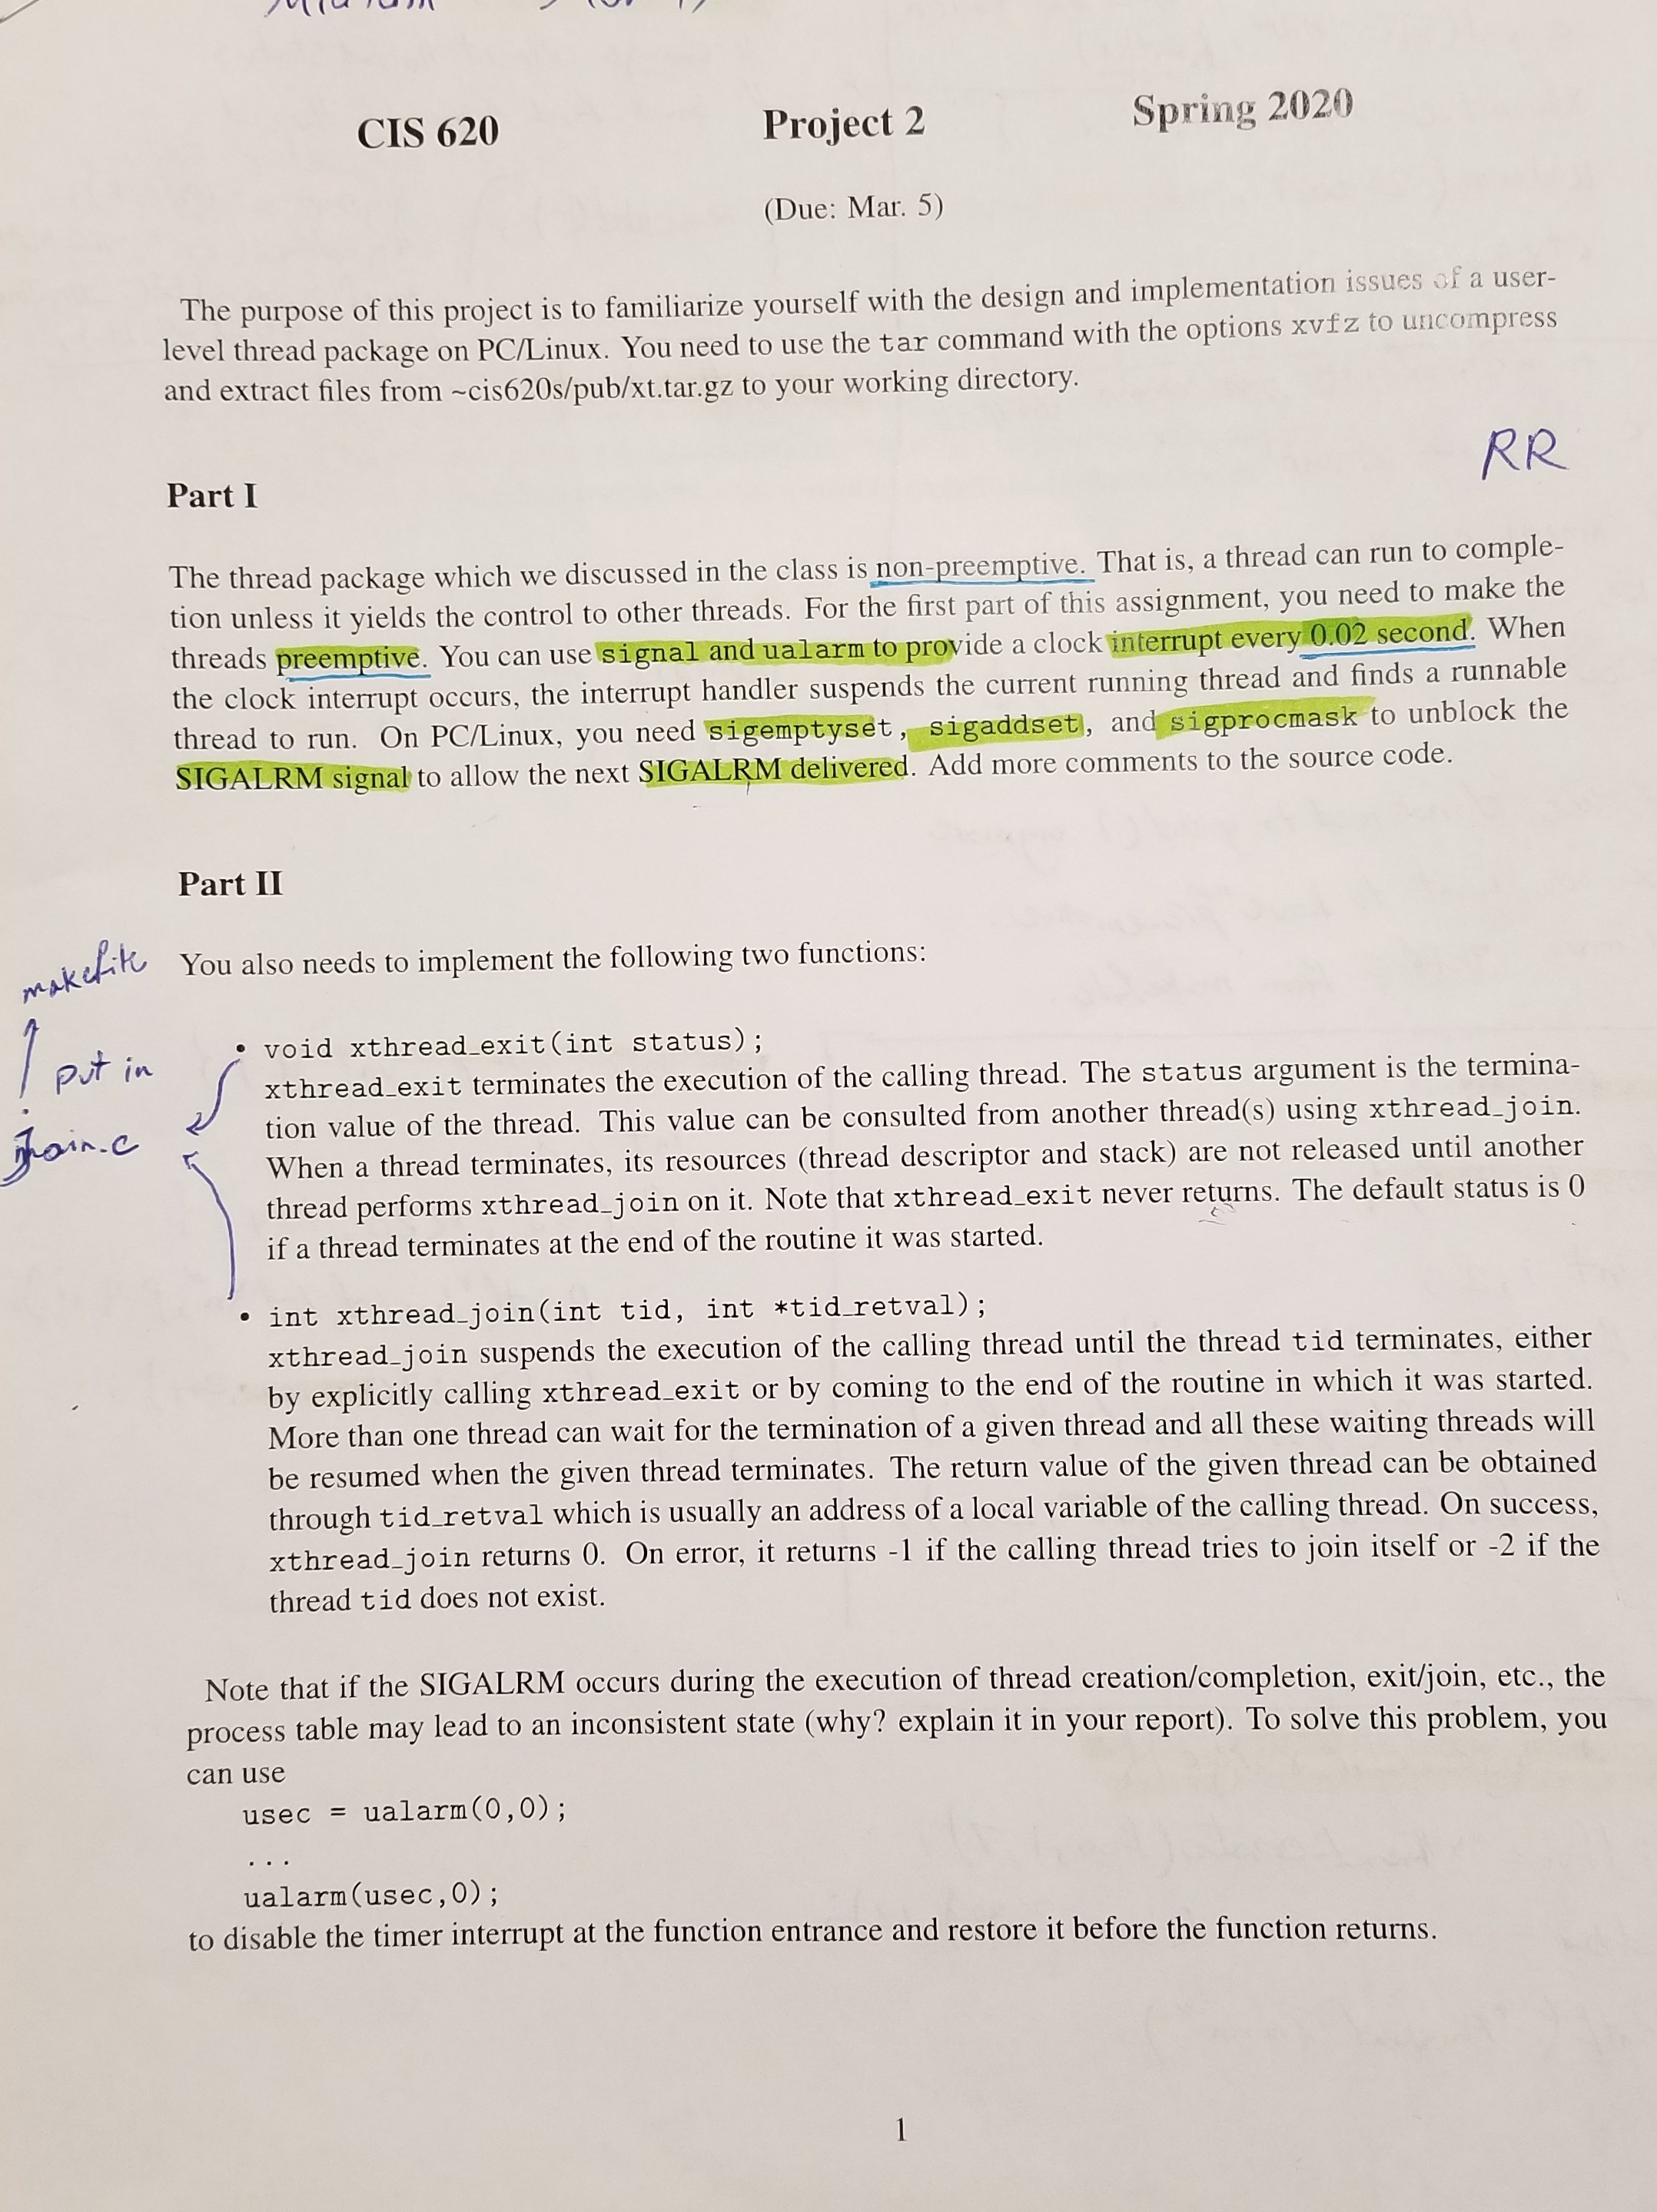 CIS 620 Project 2 Spring 2020
(Due: Mar. 5)
The purpose of this project is to familiarize yourself with the design and implementation issues of a user-
level thread package on PC/Linux. You need to use the tar command with the options xvfz to uncompress
and extract files from ~cis620s/pub/xt.tar.gz to your working directory.
RR
Part I
The thread package which we discussed in the class is non-preemptive. That is, a thread can run to comple-
tion unless it yields the control to other threads. For the first part of this assignment, you need to make the
threads preemptive. You can use signal and ualarm to provide a clock interrupt every 0.02 second. When
the clock interrupt occurs, the interrupt handler suspends the current running thread and finds a runnable
thread to run. On PC/Linux, you need sigemptyset, sigaddset, and sigprocmask to unblock the
SIGALRM signal to allow the next SIGALRM delivered. Add more comments to the source code.
Part II
makefile
You also needs to implement the following two functions:
put in
join.c
• void xthread_exit(int status);
xthread_exit terminates the execution of the calling thread. The status argument is the termina-
tion value of the thread. This value can be consulted from another thread(s) using xthread_join.
When a thread terminates, its resources (thread descriptor and stack) are not released until another
thread performs xthread_join on it. Note that xthread_exit never returns. The default status is 0
if a thread terminates at the end of the routine it was started.
• int xthread_join(int tid, int *tid_retval);
xthread_join suspends the execution of the calling thread until the thread tid terminates, either
by explicitly calling xthread_exit or by coming to the end of the routine in which it was started.
More than one thread can wait for the termination of a given thread and all these waiting threads will
be resumed when the given thread terminates. The return value of the given thread can be obtained
through tid_retval which is usually an address of a local variable of the calling thread. On success,
xthread_join returns 0. On error, it returns -1 if the calling thread tries to join itself or -2 if the
thread tid does not exist.
Note that if the SIGALRM occurs during the execution of thread creation/completion, exit/join, etc., the
process table may lead to an inconsistent state (why? explain it in your report). To solve this problem, you
can use
usec = ualarm(0,0);
...
ualarm(usec,0);
to disable the timer interrupt at the function entrance and restore it before the function returns.
1